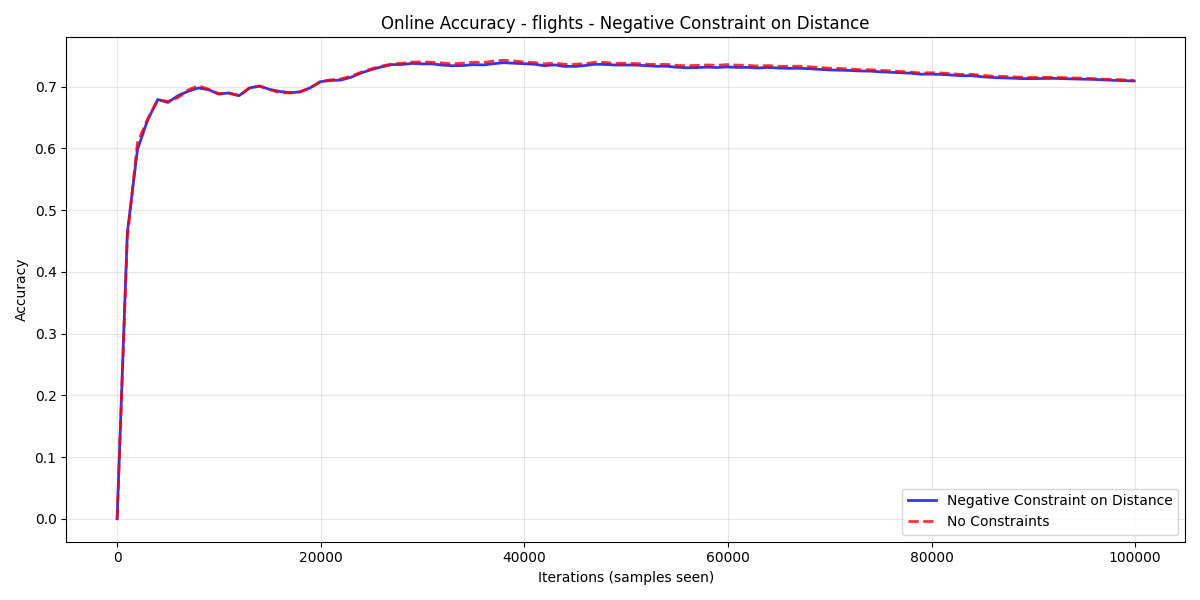 Online Accuracy - flights - Negative Constraint on Distance
Accuracy
0.7
0.6
0.5
0.4
0.3
0.2
0.1
0.0
0 20000 40000 60000 80000 100000
Iterations (samples seen)
Negative Constraint on Distance
No Constraints